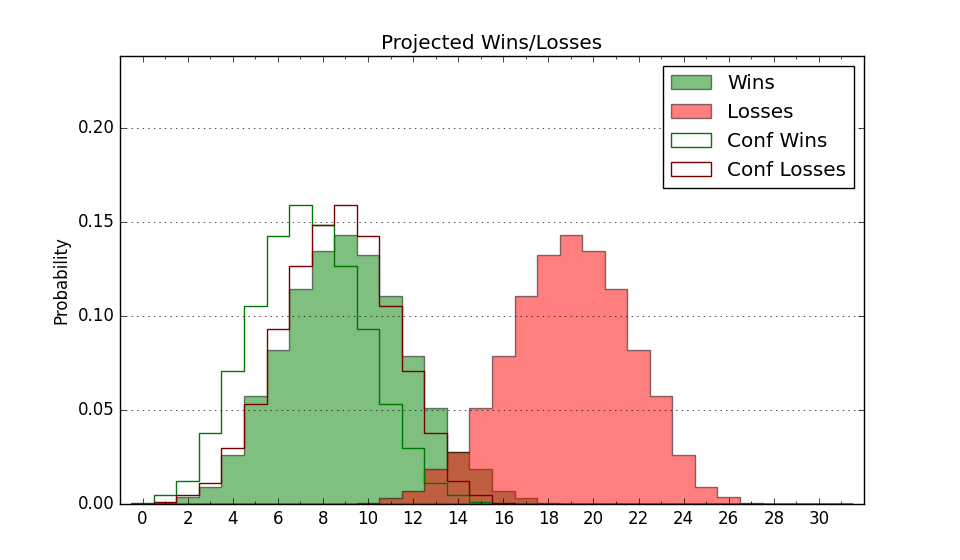 Projected Wins/Losses
Wins
Losses
Conf Wins
Conf Losses
Probability
0.20
0.15
0.10
0.05
0.00
0 2 4 6 8 10 12 14 16 18 20 22 24 26 28 30